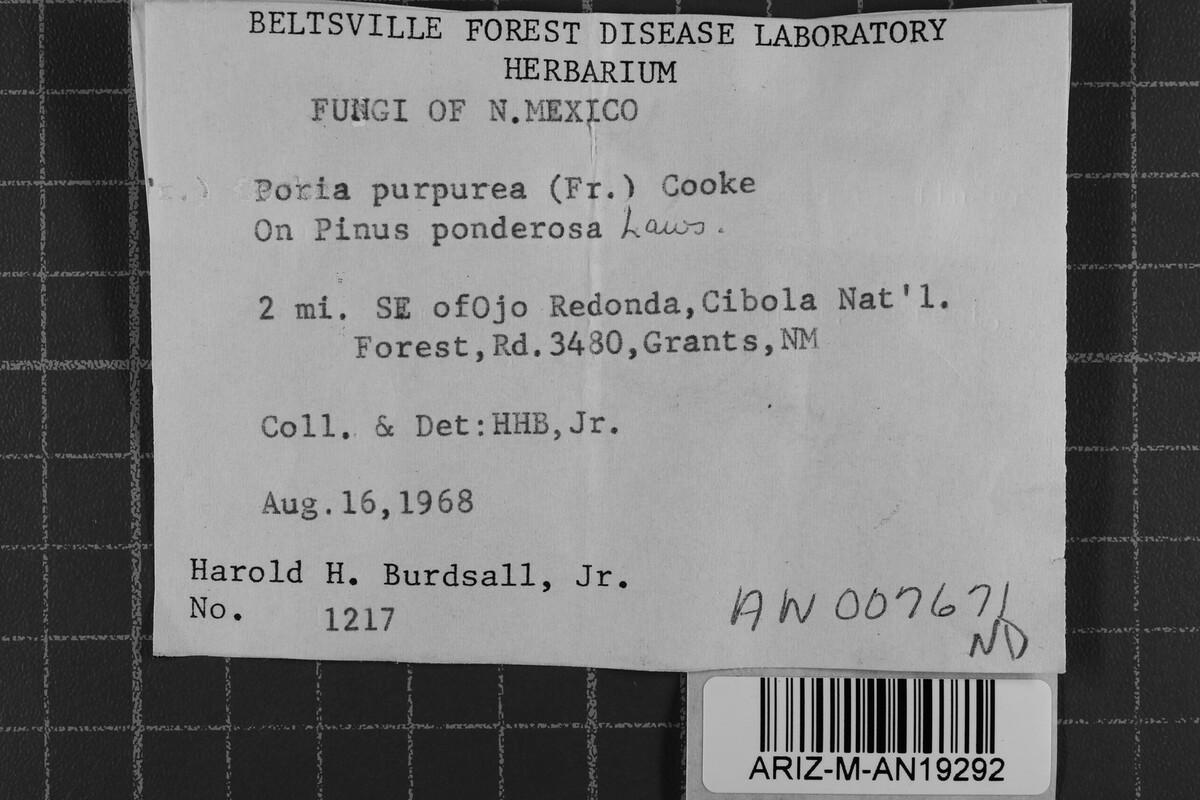 BELTSVILLE FOREST DISEASE LABORATORY
HERBARIUM
FUNGI OF N.MEXICO
Poria purpurea (Fr.) Cooke
On Pinus ponderosa Laws.
2 mi. SE ofOjo Redonda,Cibola Nat'l.
Forest,Rd.3480,Grants,NM
Coll. & Det:HHB,Jr.
Aug.16,1968
Harold H. Burdsall, Jr.
No. 1217
AN 007671
ND
ARIZ-M-AN19292